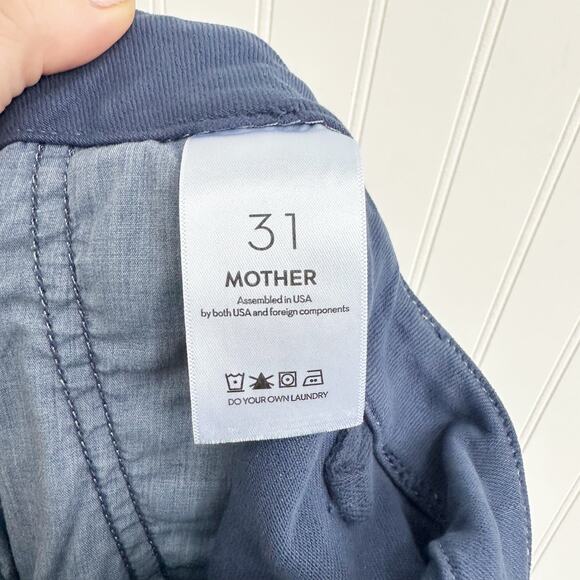 31
MOTHER
Assembled in USA
by both USA and foreign components
DO YOUR OWN LAUNDRY